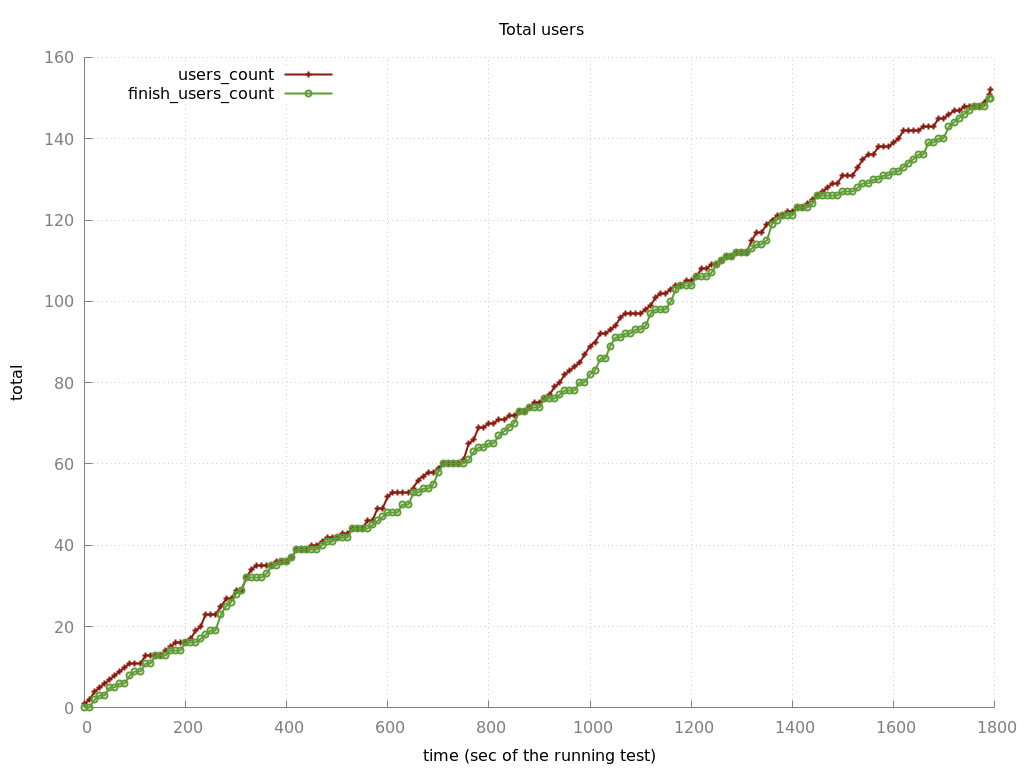 Total users
users_count
finish_users_count
160
140
120
100
80
60
40
20
0
total
0 200 400 600 800 1000 1200 1400 1600 1800
time (sec of the running test)